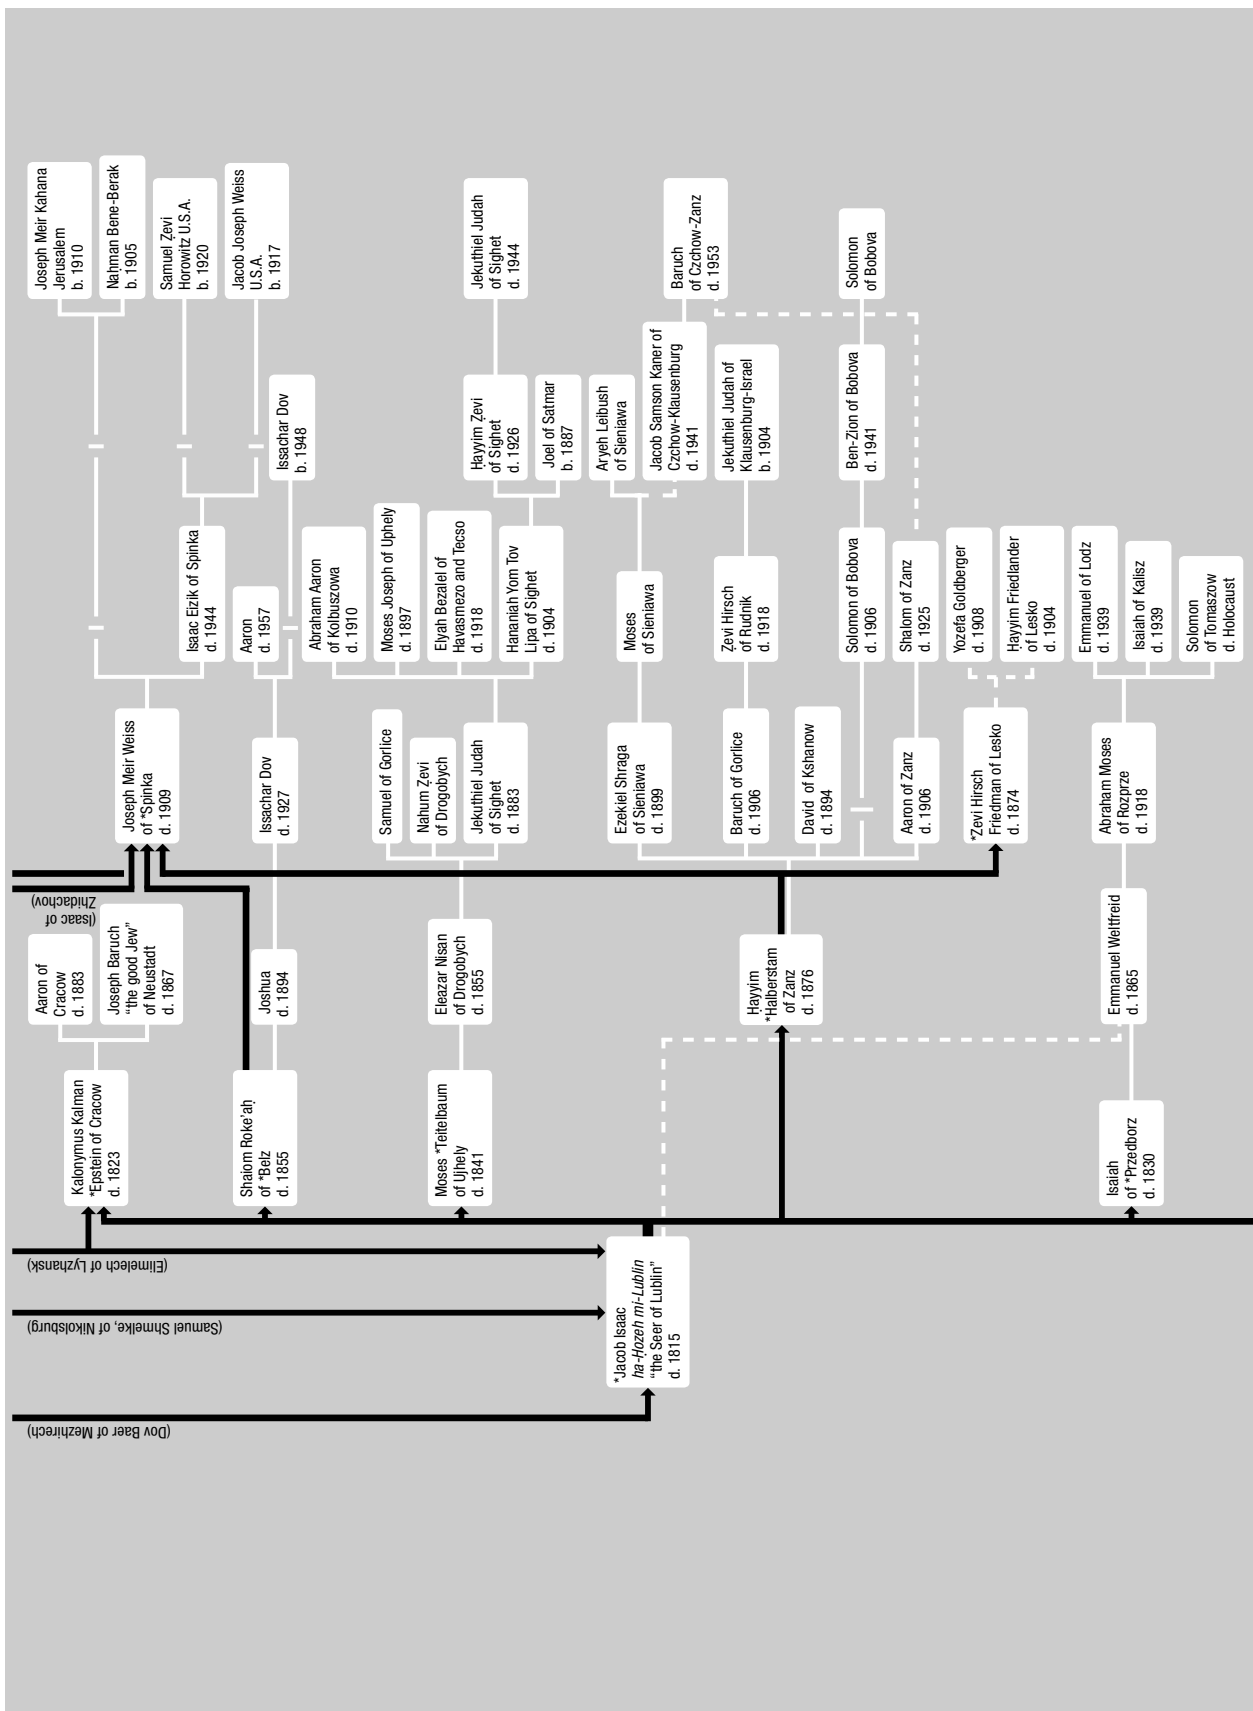 Joseph Meir Kahana
Jerusalem
b. 1910
Naḥman Bene-Berak
b. 1905
Samuel Ẓevi
Horowitz U.S.A.
b. 1920
Jacob Joseph Weiss
U.S.A.
b. 1917
Issachar Dov
b. 1948
Isaac Eizik of Spinka
d. 1944
Aaron
d. 1957
Joseph Meir Weiss
of *Spinka
d. 1909
Issachar Dov
d. 1927
(Isaac of
Zhidachov)
Aaron of
Cracow
d. 1883
Joseph Baruch
"the good Jew"
of Neustadt
d. 1867
Joshua
d. 1894
Kalonymus Kalman
*Epstein of Cracow
d. 1823
Shaiom Roke'aḥ
of *Belz
d. 1855
Jekuthiel Judah
of Sighet
d. 1944
Ḥayyim Ẓevi
of Sighet
d. 1926
Joel of Satmar
b. 1887
Abraham Aaron
of Kolbuszowa
d. 1910
Moses Joseph of Uphely
d. 1897
Elyah Bezalel of
Havasmezo and Tecso
d. 1918
Hananiah Yom Tov
Lipa of Sighet
d. 1904
Samuel of Gorlice
Nahum Ẓevi
of Drogobych
Jekuthiel Judah
of Sighet
d. 1883
Eleazar Nisan
of Drogobych
d. 1855
Moses *Teitelbaum
of Ujhely
d. 1841
Baruch
of Czchow-Zanz
d. 1953
Solomon
of Bobova
Aryeh Leibush
of Sieniawa
Jacob Samson Kaner of
Czchow-Klausenburg
d. 1941
Jekuthiel Judah of
Klausenburg-Israel
b. 1904
Ben-Zion of Bobova
d. 1941
Moses
of Sieniawa
Ẓevi Hirsch
of Rudnik
d. 1918
Solomon of Bobova
d. 1906
Shalom of Zanz
d. 1925
Yozefa Goldberger
d. 1908
Ḥayyim Friedlander
of Lesko
d. 1904
Emmanuel of Lodz
d. 1939
Isaiah of Kalisz
d. 1939
Solomon
of Tomaszow
d. Holocaust
Ezekiel Shraga
of Sieniawa
d. 1899
Baruch of Gorlice
d. 1906
David of Kshanow
d. 1894
Aaron of Zanz
d. 1906
*Zevi Hirsch
Friedman of Lesko
d. 1874
Abraham Moses
of Rozprze
d. 1918
Ḥayyim
*Halberstam
of Zanz
d. 1876
Emmanuel Weltfreid
d. 1865
Isaiah
of *Przedborz
d. 1830
(Elimelech of Lyzhansk)
(Samuel Shmelke, of Nikolsburg)
*Jacob Isaac
ha-Ḥozeh mi-Lublin
"the Seer of Lublin"
d. 1815
(Dov Baer of Mezhirech)